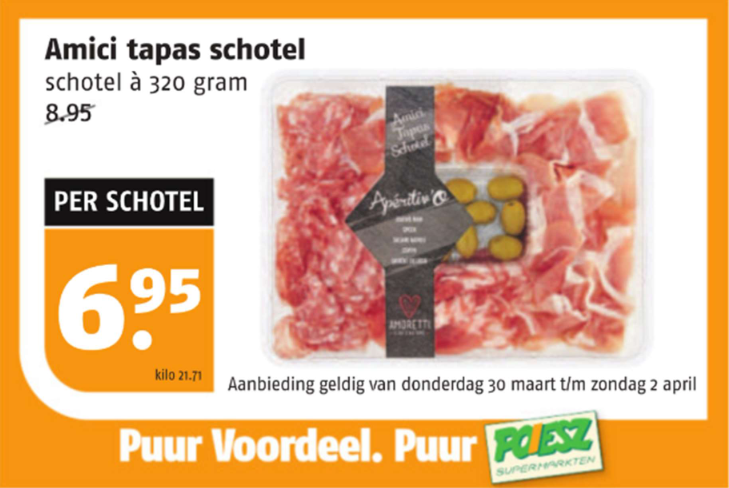 Amici tapas schotel
schotel à 320 gram
8.95
PER SCHOTEL
6.95
kilo 21.71
Amici
Tapas
Schotel
Apéritiv'O
AMORETTI
Aanbieding geldig van donderdag 30 maart t/m zondag 2 april
Puur Voordeel. Puur POIESZ
SUPERMARKTEN